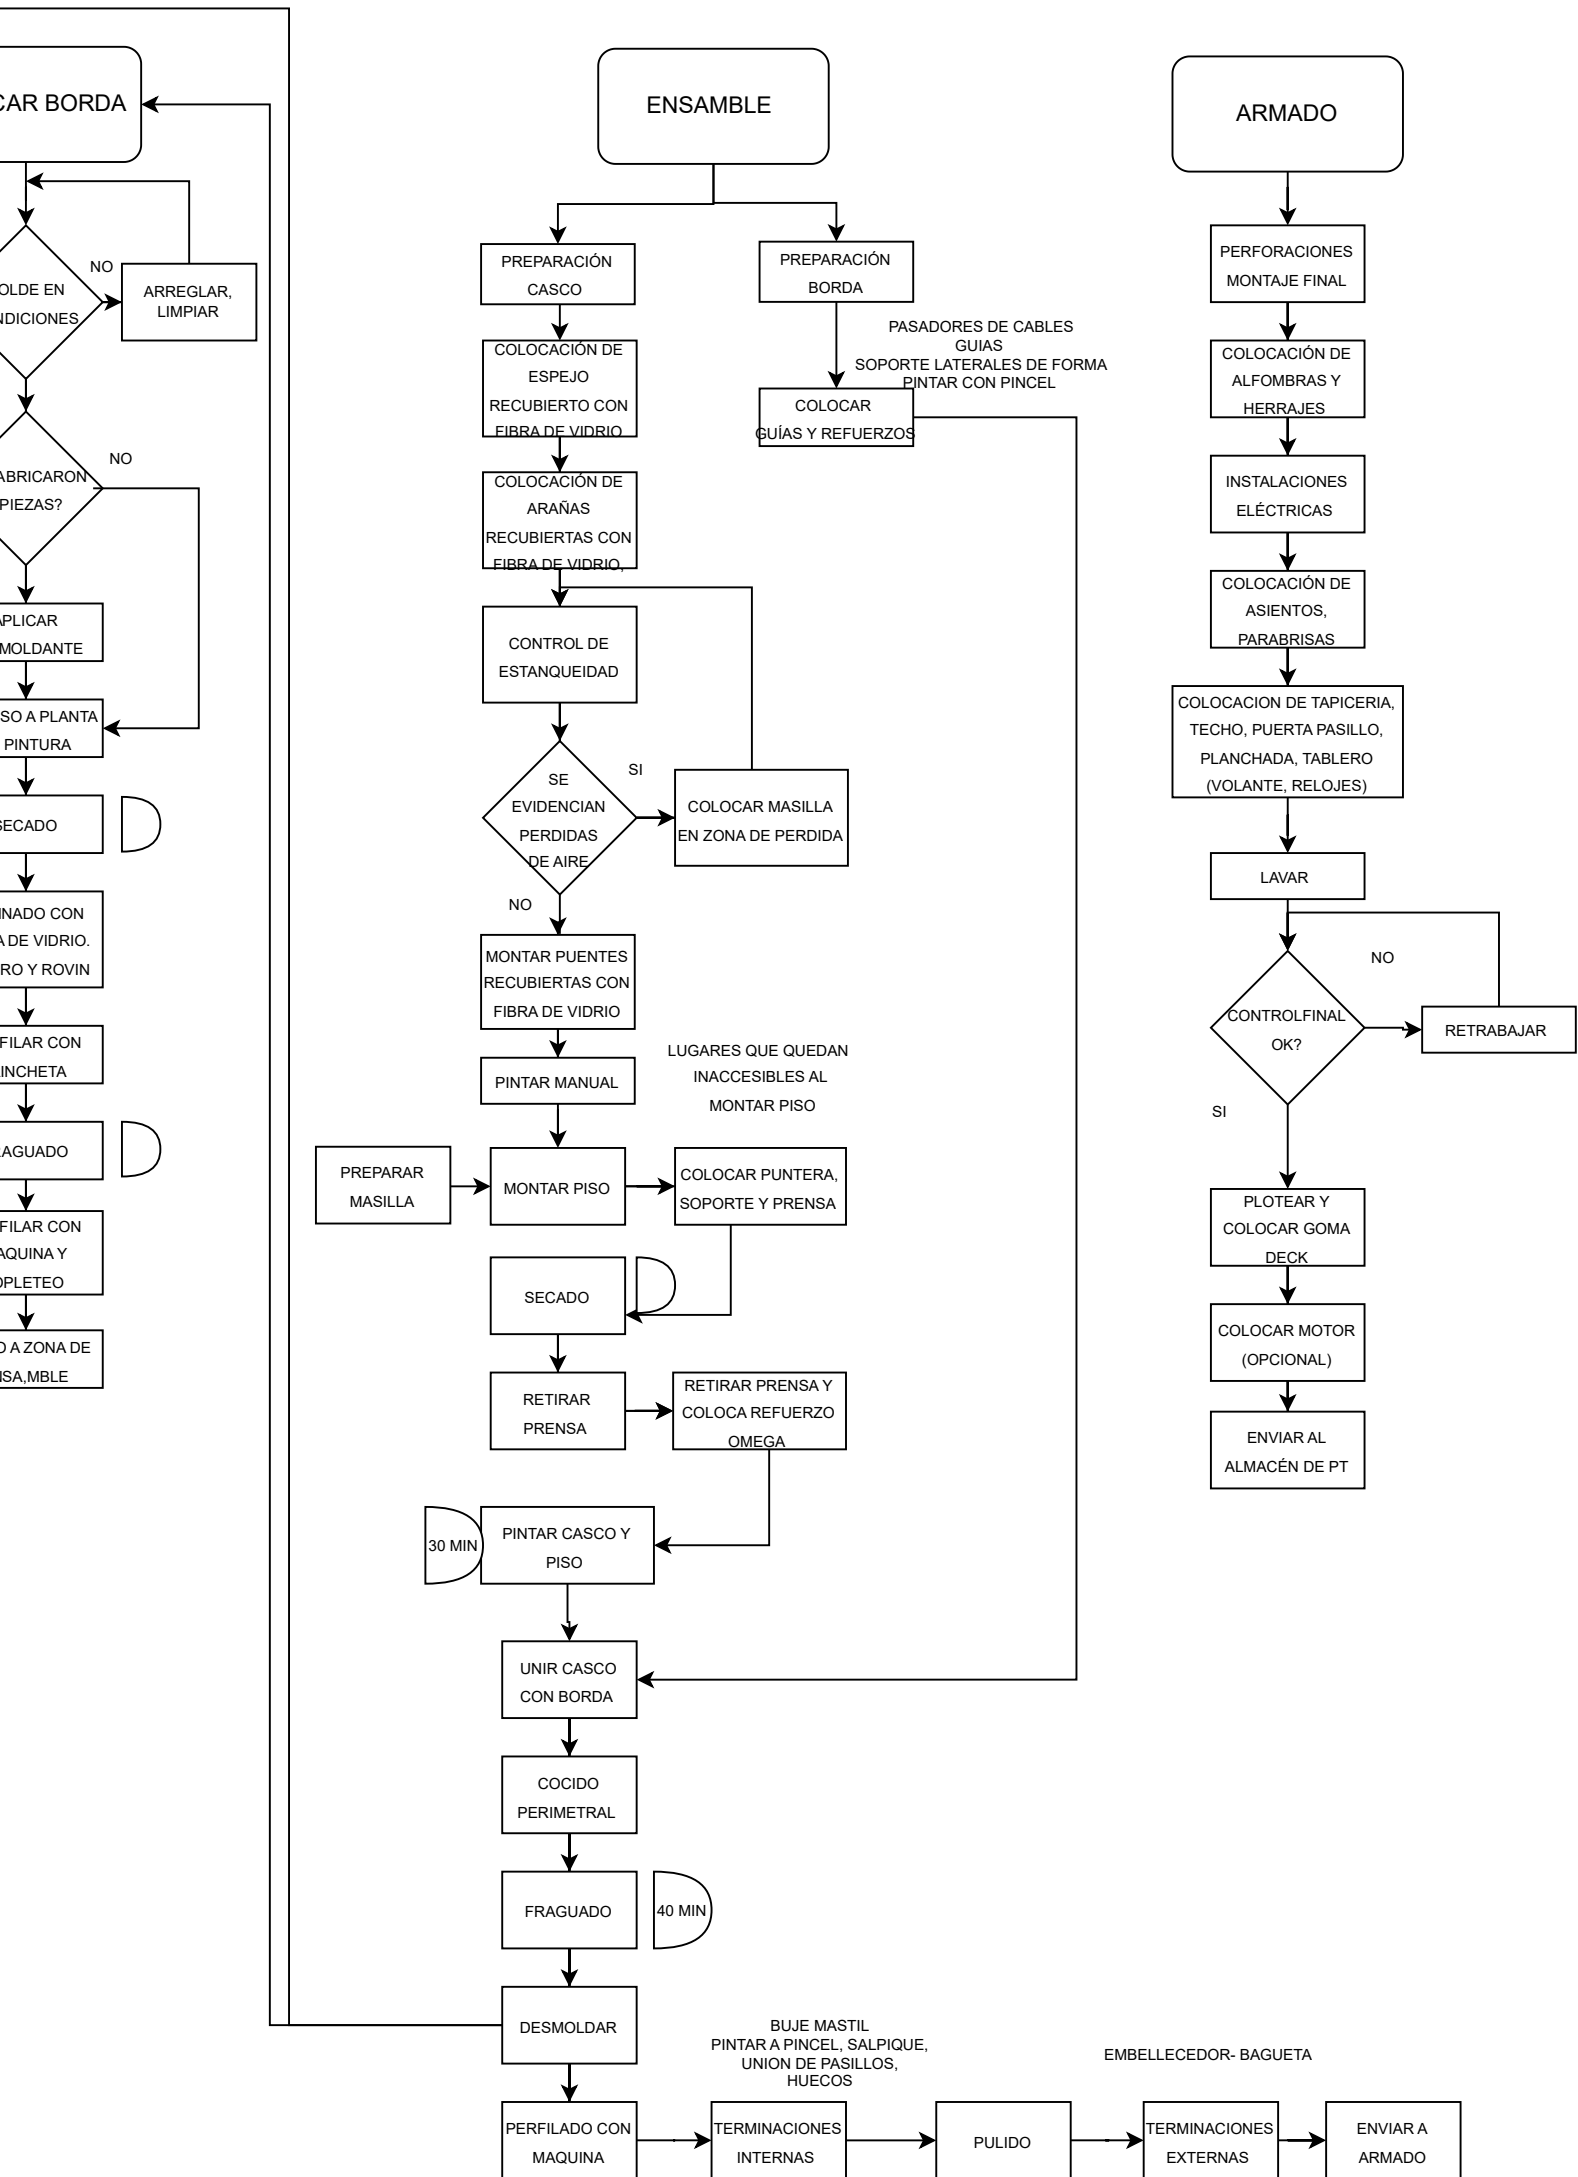 CAR BORDA
NO
OLDE EN
NDICIONES
ARREGLAR,
LIMPIAR
NO
ABRICARON
PIEZAS?
APLICAR
MOLDANTE
SO A PLANTA
PINTURA
SECADO
INADO CON
A DE VIDRIO.
RO Y ROVIN
FILAR CON
INCHETA
AGUADO
FILAR CON
AQUINA Y
OPLETEO
O A ZONA DE
NSA,MBLE
ENSAMBLE
PREPARACIÓN
CASCO
PREPARACIÓN
BORDA
COLOCACIÓN DE
ESPEJO
RECUBIERTO CON
FIBRA DE VIDRIO
PASADORES DE CABLES
GUIAS
SOPORTE LATERALES DE FORMA
PINTAR CON PINCEL
COLOCAR
GUÍAS Y REFUERZOS
COLOCACIÓN DE
ARAÑAS
RECUBIERTAS CON
FIBRA DE VIDRIO,
CONTROL DE
ESTANQUEIDAD
SE
EVIDENCIAN
PERDIDAS
DE AIRE
SI
COLOCAR MASILLA
EN ZONA DE PERDIDA
NO
MONTAR PUENTES
RECUBIERTAS CON
FIBRA DE VIDRIO
PINTAR MANUAL
LUGARES QUE QUEDAN
INACCESIBLES AL
MONTAR PISO
PREPARAR
MASILLA
MONTAR PISO
COLOCAR PUNTERA,
SOPORTE Y PRENSA
SECADO
RETIRAR
PRENSA
RETIRAR PRENSA Y
COLOCA REFUERZO
OMEGA
30 MIN
PINTAR CASCO Y
PISO
UNIR CASCO
CON BORDA
COCIDO
PERIMETRAL
FRAGUADO
40 MIN
DESMOLDAR
PERFILADO CON
MAQUINA
BUJE MASTIL
PINTAR A PINCEL, SALPIQUE,
UNION DE PASILLOS,
HUECOS
TERMINACIONES
INTERNAS
PULIDO
EMBELLECEDOR- BAGUETA
TERMINACIONES
EXTERNAS
ENVIAR A
ARMADO
ARMADO
PERFORACIONES
MONTAJE FINAL
COLOCACIÓN DE
ALFOMBRAS Y
HERRAJES
INSTALACIONES
ELÉCTRICAS
COLOCACIÓN DE
ASIENTOS,
PARABRISAS
COLOCACION DE TAPICERIA,
TECHO, PUERTA PASILLO,
PLANCHADA, TABLERO
(VOLANTE, RELOJES)
LAVAR
CONTROLFINAL
OK?
NO
RETRABAJAR
SI
PLOTEAR Y
COLOCAR GOMA
DECK
COLOCAR MOTOR
(OPCIONAL)
ENVIAR AL
ALMACÉN DE PT